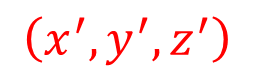 (x′, y′, z′)